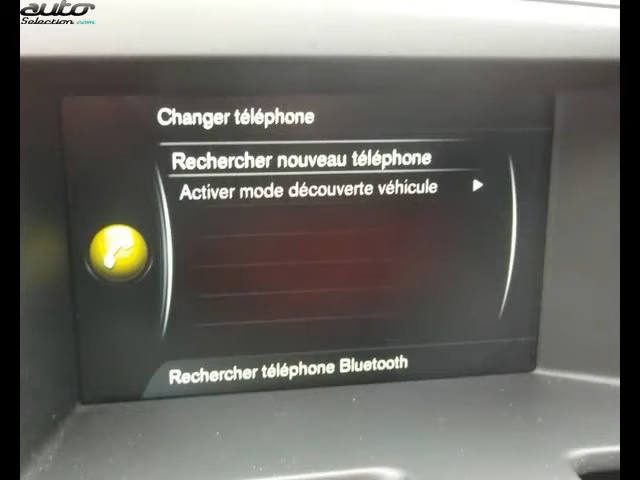 auto
Selection.com
Changer téléphone
Rechercher nouveau téléphone
Activer mode découverte véhicule
Rechercher téléphone Bluetooth